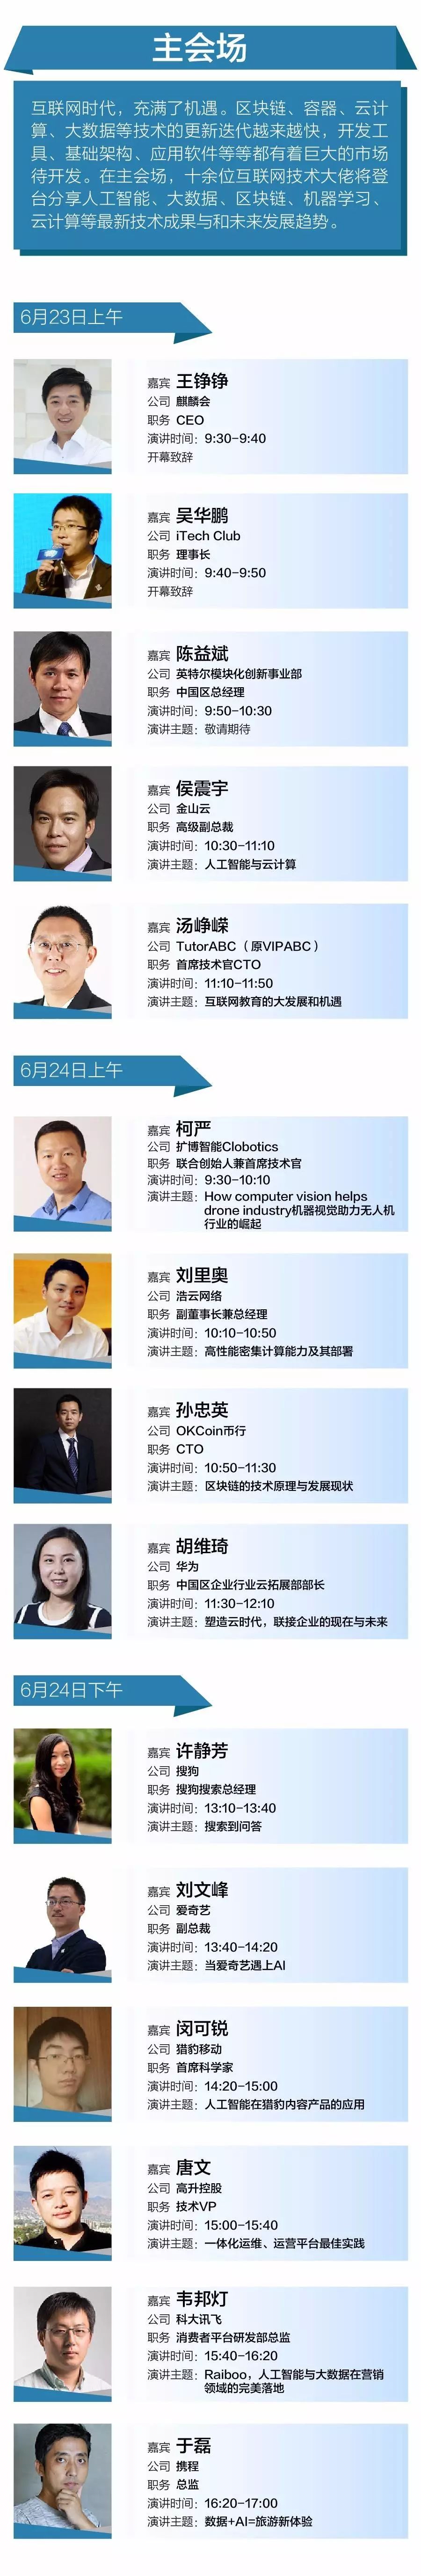 主会场
互联网时代，充满了机遇。区块链、容器、云计
算、大数据等技术的更新迭代越来越快，开发工
具、基础架构、应用软件等等都有着巨大的市场
待开发。在主会场，十余位互联网技术大佬将登
台分享人工智能、大数据、区块链、机器学习、
云计算等最新技术成果与和未来发展趋势。
6月23日上午
嘉宾 王铮铮
公司 麒麟会
职务 CEO
演讲时间：9:30-9:40
开幕致辞
嘉宾 吴华鹏
公司 iTech Club
职务 理事长
演讲时间：9:40-9:50
开幕致辞
嘉宾 陈益斌
公司 英特尔模块化创新事业部
职务 中国区总经理
演讲时间：9:50-10:30
演讲主题：敬请期待
嘉宾 侯震宇
公司 金山云
职务 高级副总裁
演讲时间：10:30-11:10
演讲主题：人工智能与云计算
嘉宾 汤峥嵘
公司 TutorABC（原VIPABC）
职务 首席技术官CTO
演讲时间：11:10-11:50
演讲主题：互联网教育的大发展和机遇
6月24日上午
嘉宾 柯严
公司 扩博智能Clobotics
职务 联合创始人兼首席技术官
演讲时间：9:30-10:10
演讲主题：How computer vision helps
drone industry机器视觉助力无人机
行业的崛起
嘉宾 刘里奥
公司 浩云网络
职务 副董事长兼总经理
演讲时间：10:10-10:50
演讲主题：高性能密集计算能力及其部署
嘉宾 孙忠英
公司 OKCoin币行
职务 CTO
演讲时间：10:50-11:30
演讲主题：区块链的技术原理与发展现状
嘉宾 胡维琦
公司 华为
职务 中国区企业行业云拓展部部长
演讲时间：11:30-12:10
演讲主题：塑造云时代，联接企业的现在与未来
6月24日下午
嘉宾 许静芳
公司 搜狗
职务 搜狗搜索总经理
演讲时间：13:10-13:40
演讲主题：搜索到问答
嘉宾 刘文峰
公司 爱奇艺
职务 副总裁
演讲时间：13:40-14:20
演讲主题：当爱奇艺遇上AI
嘉宾 闵可锐
公司 猎豹移动
职务 首席科学家
演讲时间：14:20-15:00
演讲主题：人工智能在猎豹内容产品的应用
嘉宾 唐文
公司 高升控股
职务 技术VP
演讲时间：15:00-15:40
演讲主题：一体化运维、运营平台最佳实践
嘉宾 韦邦灯
公司 科大讯飞
职务 消费者平台研发部总监
演讲时间：15:40-16:20
演讲主题：Raiboo，人工智能与大数据在营销
领域的完美落地
嘉宾 于磊
公司 携程
职务 总监
演讲时间：16:20-17:00
演讲主题：数据+AI=旅游新体验